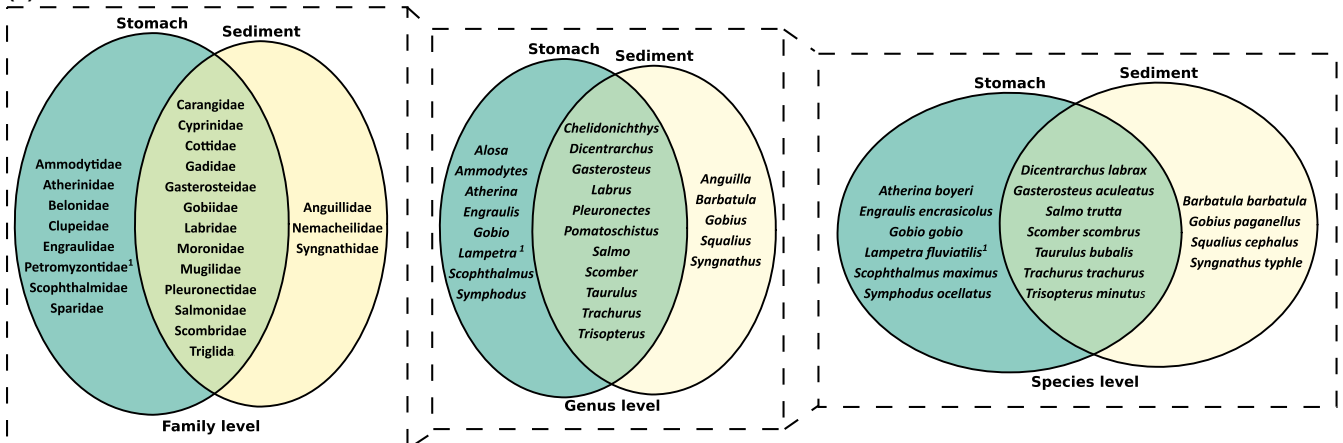 Stomach
Sediment
Ammodytidae
Atherinidae
Belonidae
Clupeidae
Engraulidae
Petromyzontidae¹
Scophthalmidae
Sparidae
Carangidae
Cyprinidae
Cottidae
Gadidae
Gasterosteidae
Gobiidae
Labridae
Moronidae
Mugilidae
Pleuronectidae
Salmonidae
Scombridae
Triglida
Anguillidae
Nemacheilidae
Syngnathidae
Family level
Stomach
Sediment
Alosa
Ammodytes
Atherina
Engraulis
Gobio
Lampetra¹
Scophthalmus
Symphodus
Chelidonichthys
Dicentrarchus
Gasterosteus
Labrus
Pleuronectes
Pomatoschistus
Salmo
Scomber
Taurulus
Trachurus
Trisopterus
Anguilla
Barbatula
Gobius
Squalius
Syngnathus
Genus level
Stomach
Sediment
Atherina boyeri
Engraulis encrasicolus
Gobio gobio
Lampetra fluviatilis¹
Scophthalmus maximus
Symphodus ocellatus
Dicentrarchus labrax
Gasterosteus aculeatus
Salmo trutta
Scomber scombrus
Taurulus bubalis
Trachurus trachurus
Trisopterus minutus
Barbatula barbatula
Gobius paganellus
Squalius cephalus
Syngnathus typhle
Species level